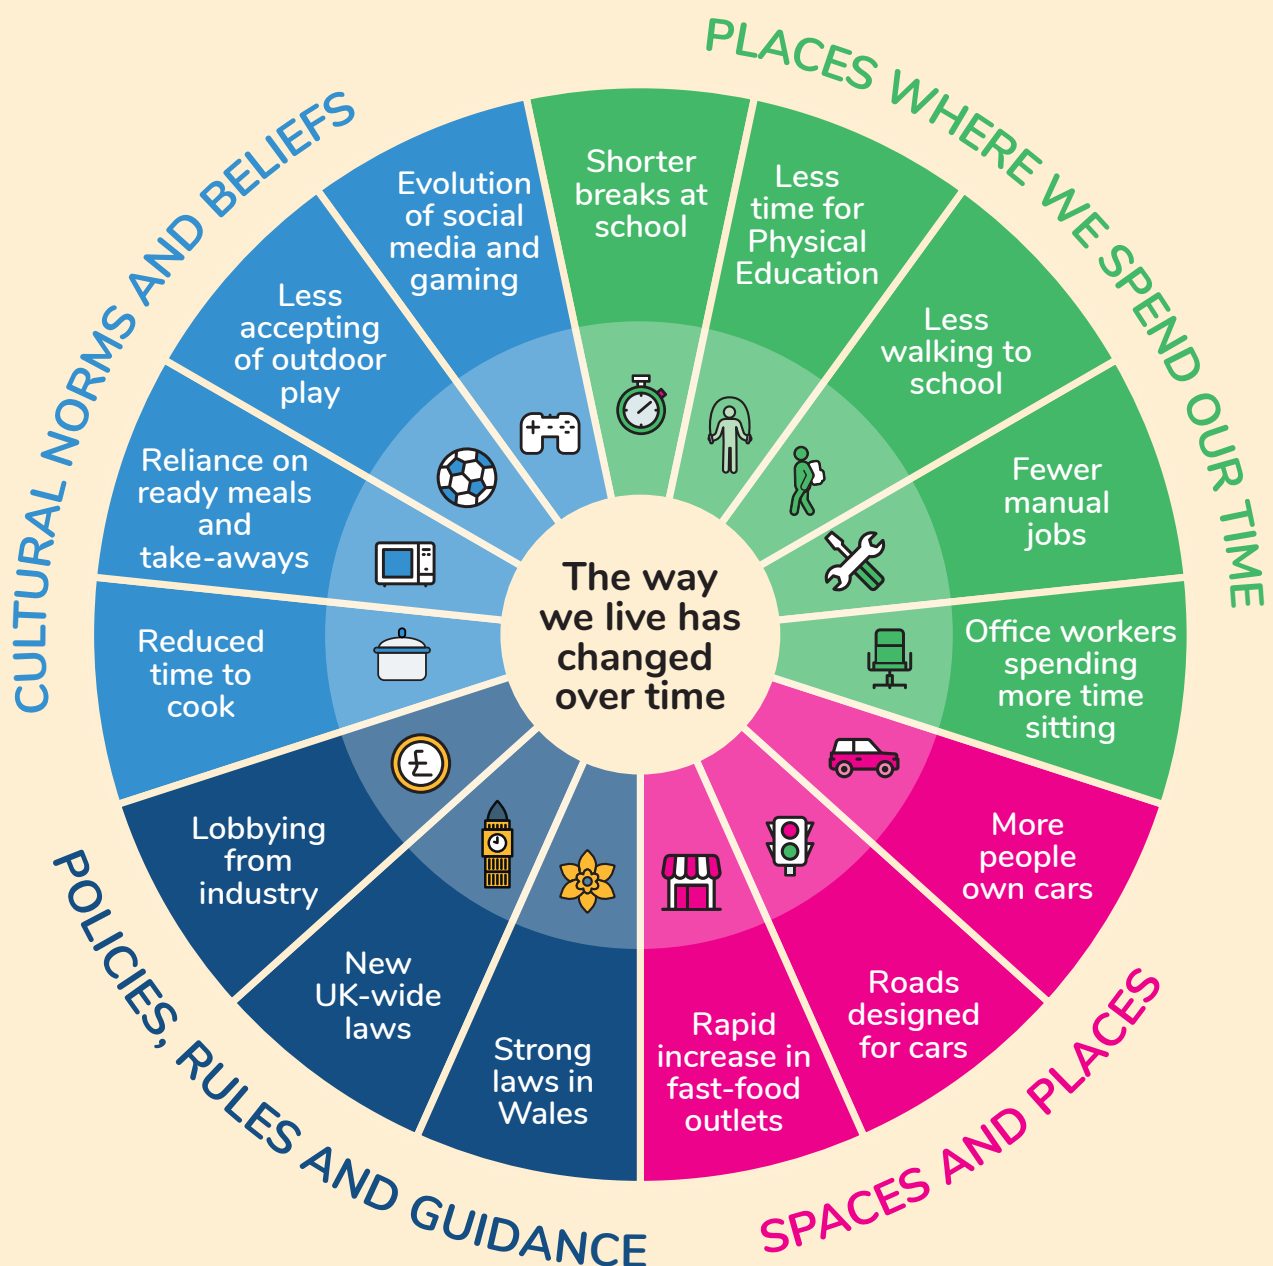 PLACES WHERE WE SPEND OUR TIME
Shorter
breaks at
school
Less
time for
Physical
Education
Less
walking to
school
Fewer
manual
jobs
Office workers
spending
more time
sitting
SPACES AND PLACES
More
people
own cars
Roads
designed
for cars
Rapid
increase in
fast-food
outlets
POLICIES, RULES AND GUIDANCE
Strong
laws in
Wales
New
UK-wide
laws
Lobbying
from
industry
£
CULTURAL NORMS AND BELIEFS
Reduced
time to
cook
Reliance on
ready meals
and
take-aways
Less
accepting
of outdoor
play
Evolution
of social
media and
gaming
The way
we live has
changed
over time